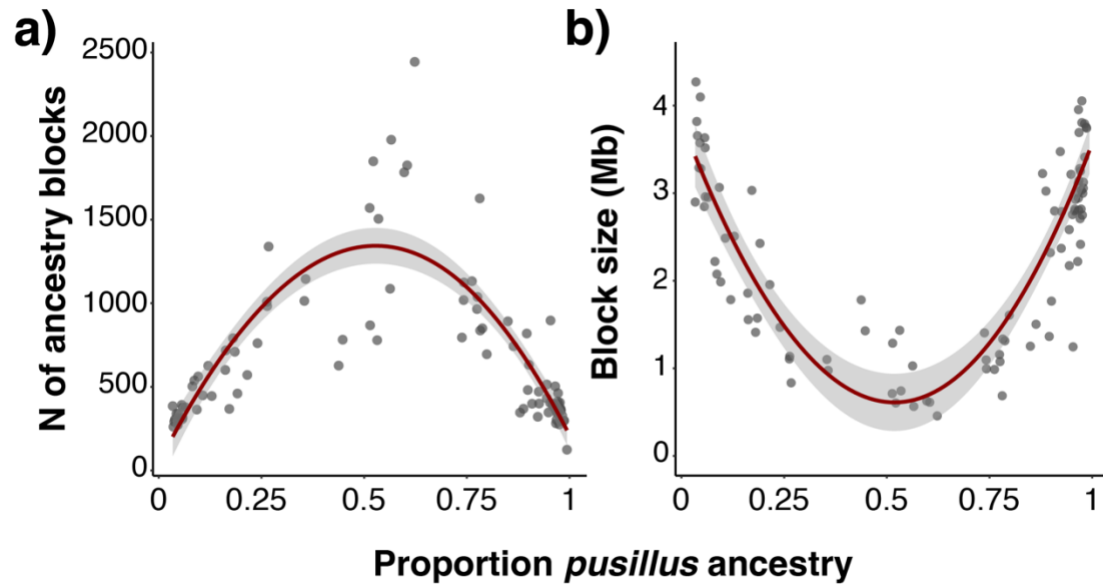 a)
N of ancestry blocks
2500
2000
1500
1000
500
0
0 0.25 0.5 0.75 1
b)
Block size (Mb)
4
3
2
1
0
0 0.25 0.5 0.75 1
Proportion pusillus ancestry